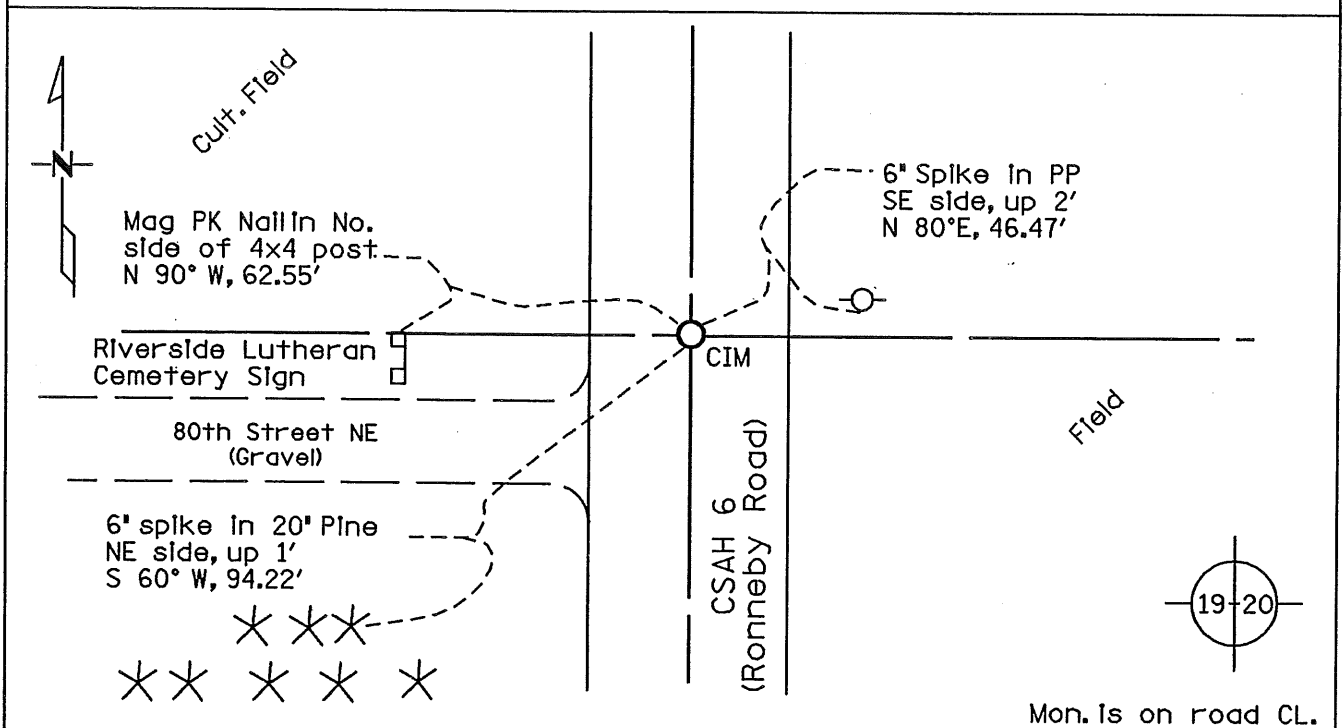 Cult. Field
N
6" Spike in PP
SE side, up 2'
N 80°E, 46.47'
Mag PK Nail in No.
side of 4x4 post
N 90° W, 62.55'
Riverside Lutheran
Cemetery Sign
CIM
80th Street NE
(Gravel)
Field
CSAH 6
(Ronneby Road)
6" spike in 20" Pine
NE side, up 1'
S 60° W, 94.22'
19-20
Mon. is on road CL.